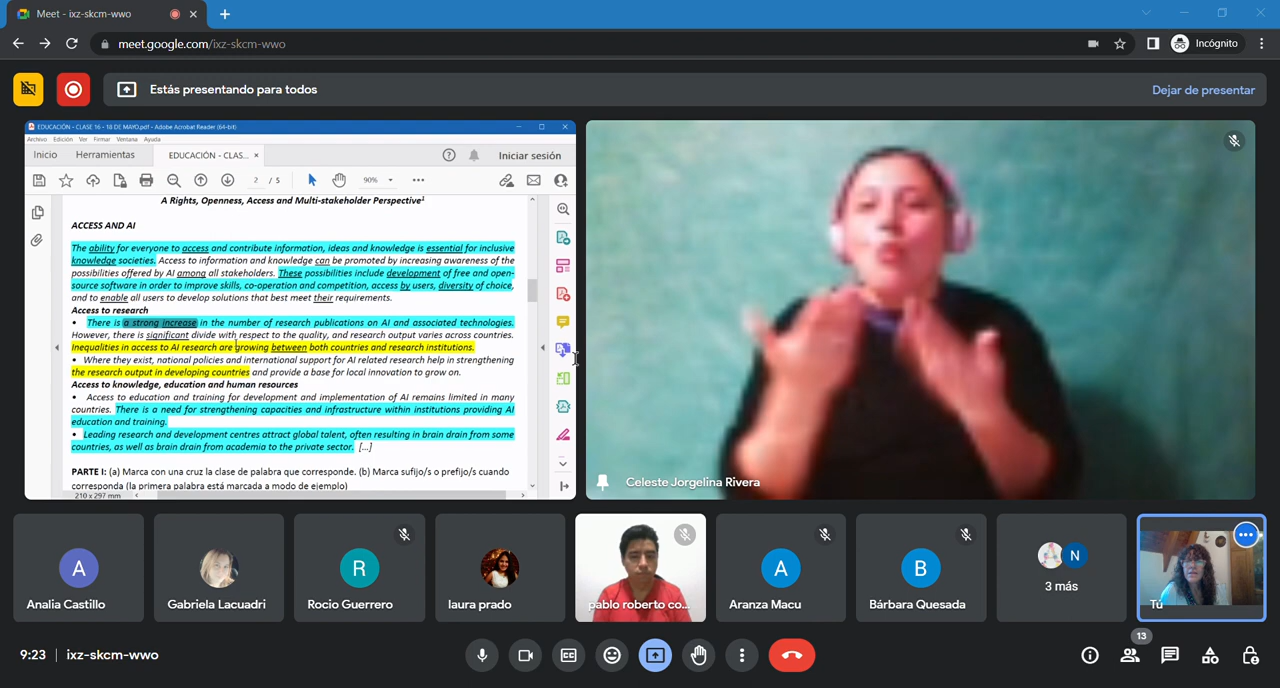 Meet - ixz-skcm-wwo
meet.google.com/ixz-skcm-wwo
Incógnito
Estás presentando para todos
Dejar de presentar
EDUCACIÓN - CLASE 16 - 18 DE MAYO.pdf - Adobe Acrobat Reader (64-bit)
Archivo Edición Ver Firmar Ventana Ayuda
Inicio Herramientas EDUCACIÓN - CLAS... × Iniciar sesión
2 / 5 90%
A Rights, Openness, Access and Multi-stakeholder Perspective¹
ACCESS AND AI
The ability for everyone to access and contribute information, ideas and knowledge is essential for inclusive
knowledge societies. Access to information and knowledge can be promoted by increasing awareness of the
possibilities offered by AI among all stakeholders. These possibilities include development of free and open-
source software in order to improve skills, co-operation and competition, access by users, diversity of choice,
and to enable all users to develop solutions that best meet their requirements.
Access to research
• There is a strong increase in the number of research publications on AI and associated technologies.
However, there is significant divide with respect to the quality, and research output varies across countries.
Inequalities in access to AI research are growing between both countries and research institutions.
• Where they exist, national policies and international support for AI related research help in strengthening
the research output in developing countries and provide a base for local innovation to grow on.
Access to knowledge, education and human resources
• Access to education and training for development and implementation of AI remains limited in many
countries. There is a need for strengthening capacities and infrastructure within institutions providing AI
education and training.
• Leading research and development centres attract global talent, often resulting in brain drain from some
countries, as well as brain drain from academia to the private sector. [...]
PARTE I: (a) Marca con una cruz la clase de palabra que corresponde. (b) Marca sufijo/s o prefijo/s cuando
corresponda (la primera palabra está marcada a modo de ejemplo)
210 x 297 mm
Celeste Jorgelina Rivera
A
Analia Castillo
Gabriela Lacuadri
R
Rocio Guerrero
laura prado
pablo roberto co...
A
Aranza Macu
B
Bárbara Quesada
N
3 más
Tú
9:23 | ixz-skcm-wwo
13